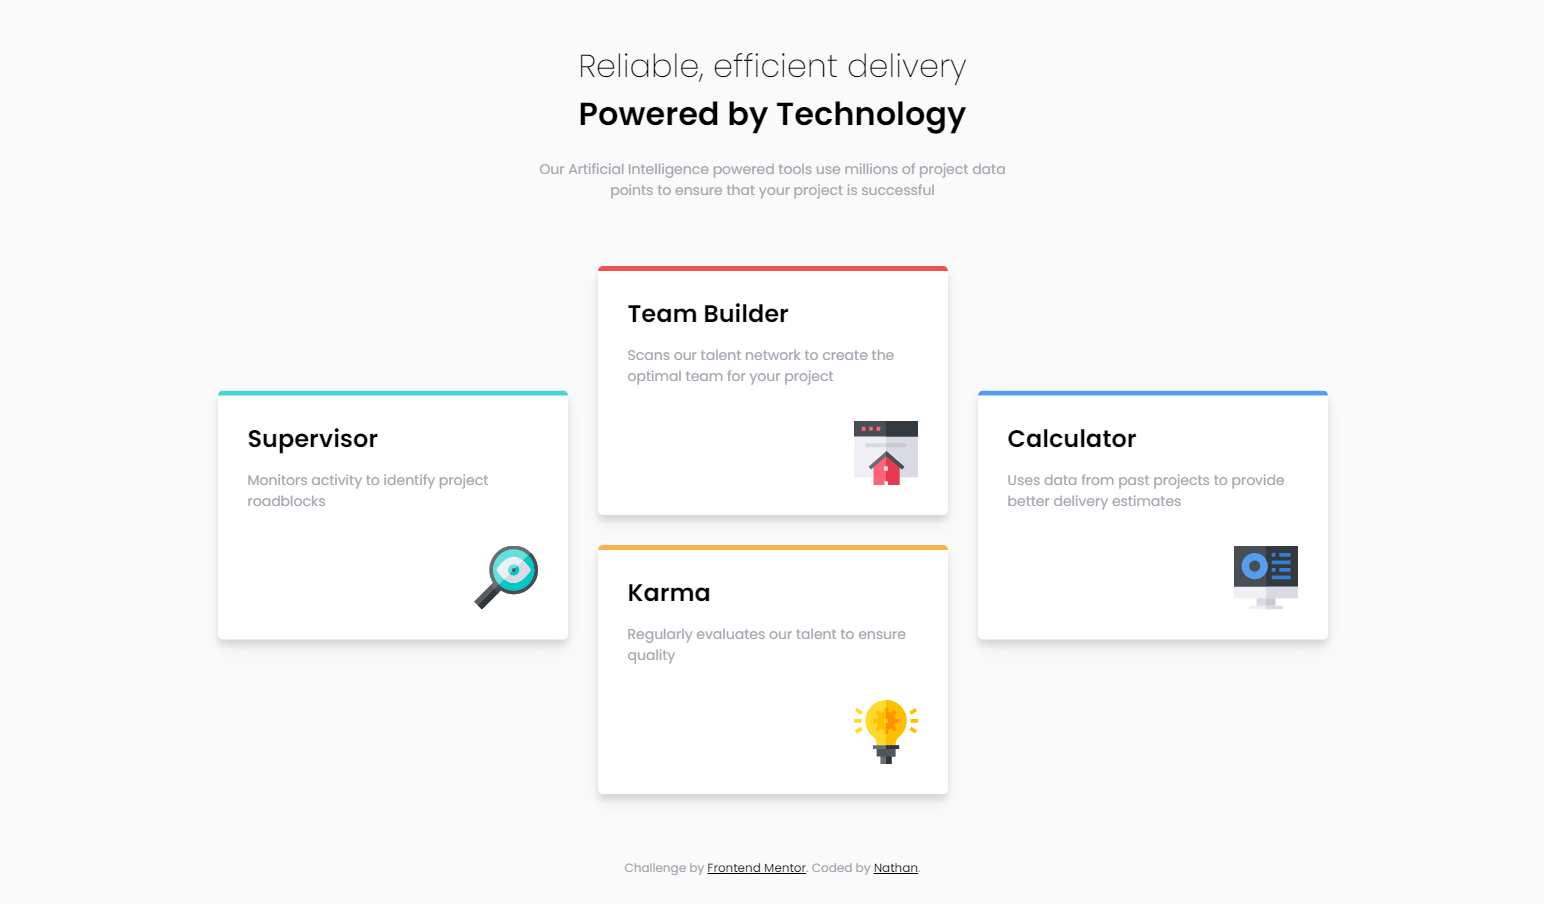 Reliable, efficient delivery
Powered by Technology
Our Artificial Intelligence powered tools use millions of project data
points to ensure that your project is successful
Supervisor
Monitors activity to identify project
roadblocks
Team Builder
Scans our talent network to create the
optimal team for your project
Karma
Regularly evaluates our talent to ensure
quality
Calculator
Uses data from past projects to provide
better delivery estimates
Challenge by Frontend Mentor. Coded by Nathan.